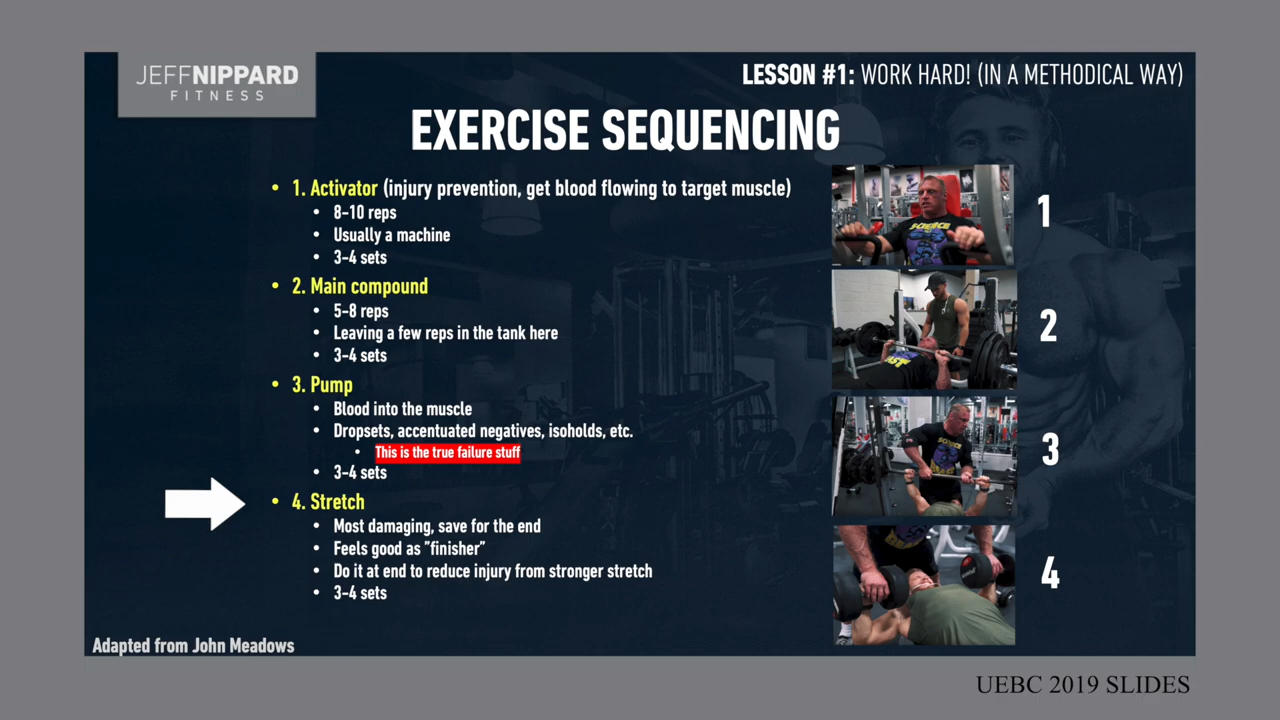 JEFFNIPPARD
FITNESS
LESSON #1: WORK HARD! (IN A METHODICAL WAY)
EXERCISE SEQUENCING
• 1. Activator (injury prevention, get blood flowing to target muscle)
• 8-10 reps
• Usually a machine
• 3-4 sets
• 2. Main compound
• 5-8 reps
• Leaving a few reps in the tank here
• 3-4 sets
• 3. Pump
• Blood into the muscle
• Dropsets, accentuated negatives, isoholds, etc.
• This is the true failure stuff
• 3-4 sets
• 4. Stretch
• Most damaging, save for the end
• Feels good as "finisher"
• Do it at end to reduce injury from stronger stretch
• 3-4 sets
1
2
3
4
SCIENCE
Adapted from John Meadows
UEBC 2019 SLIDES